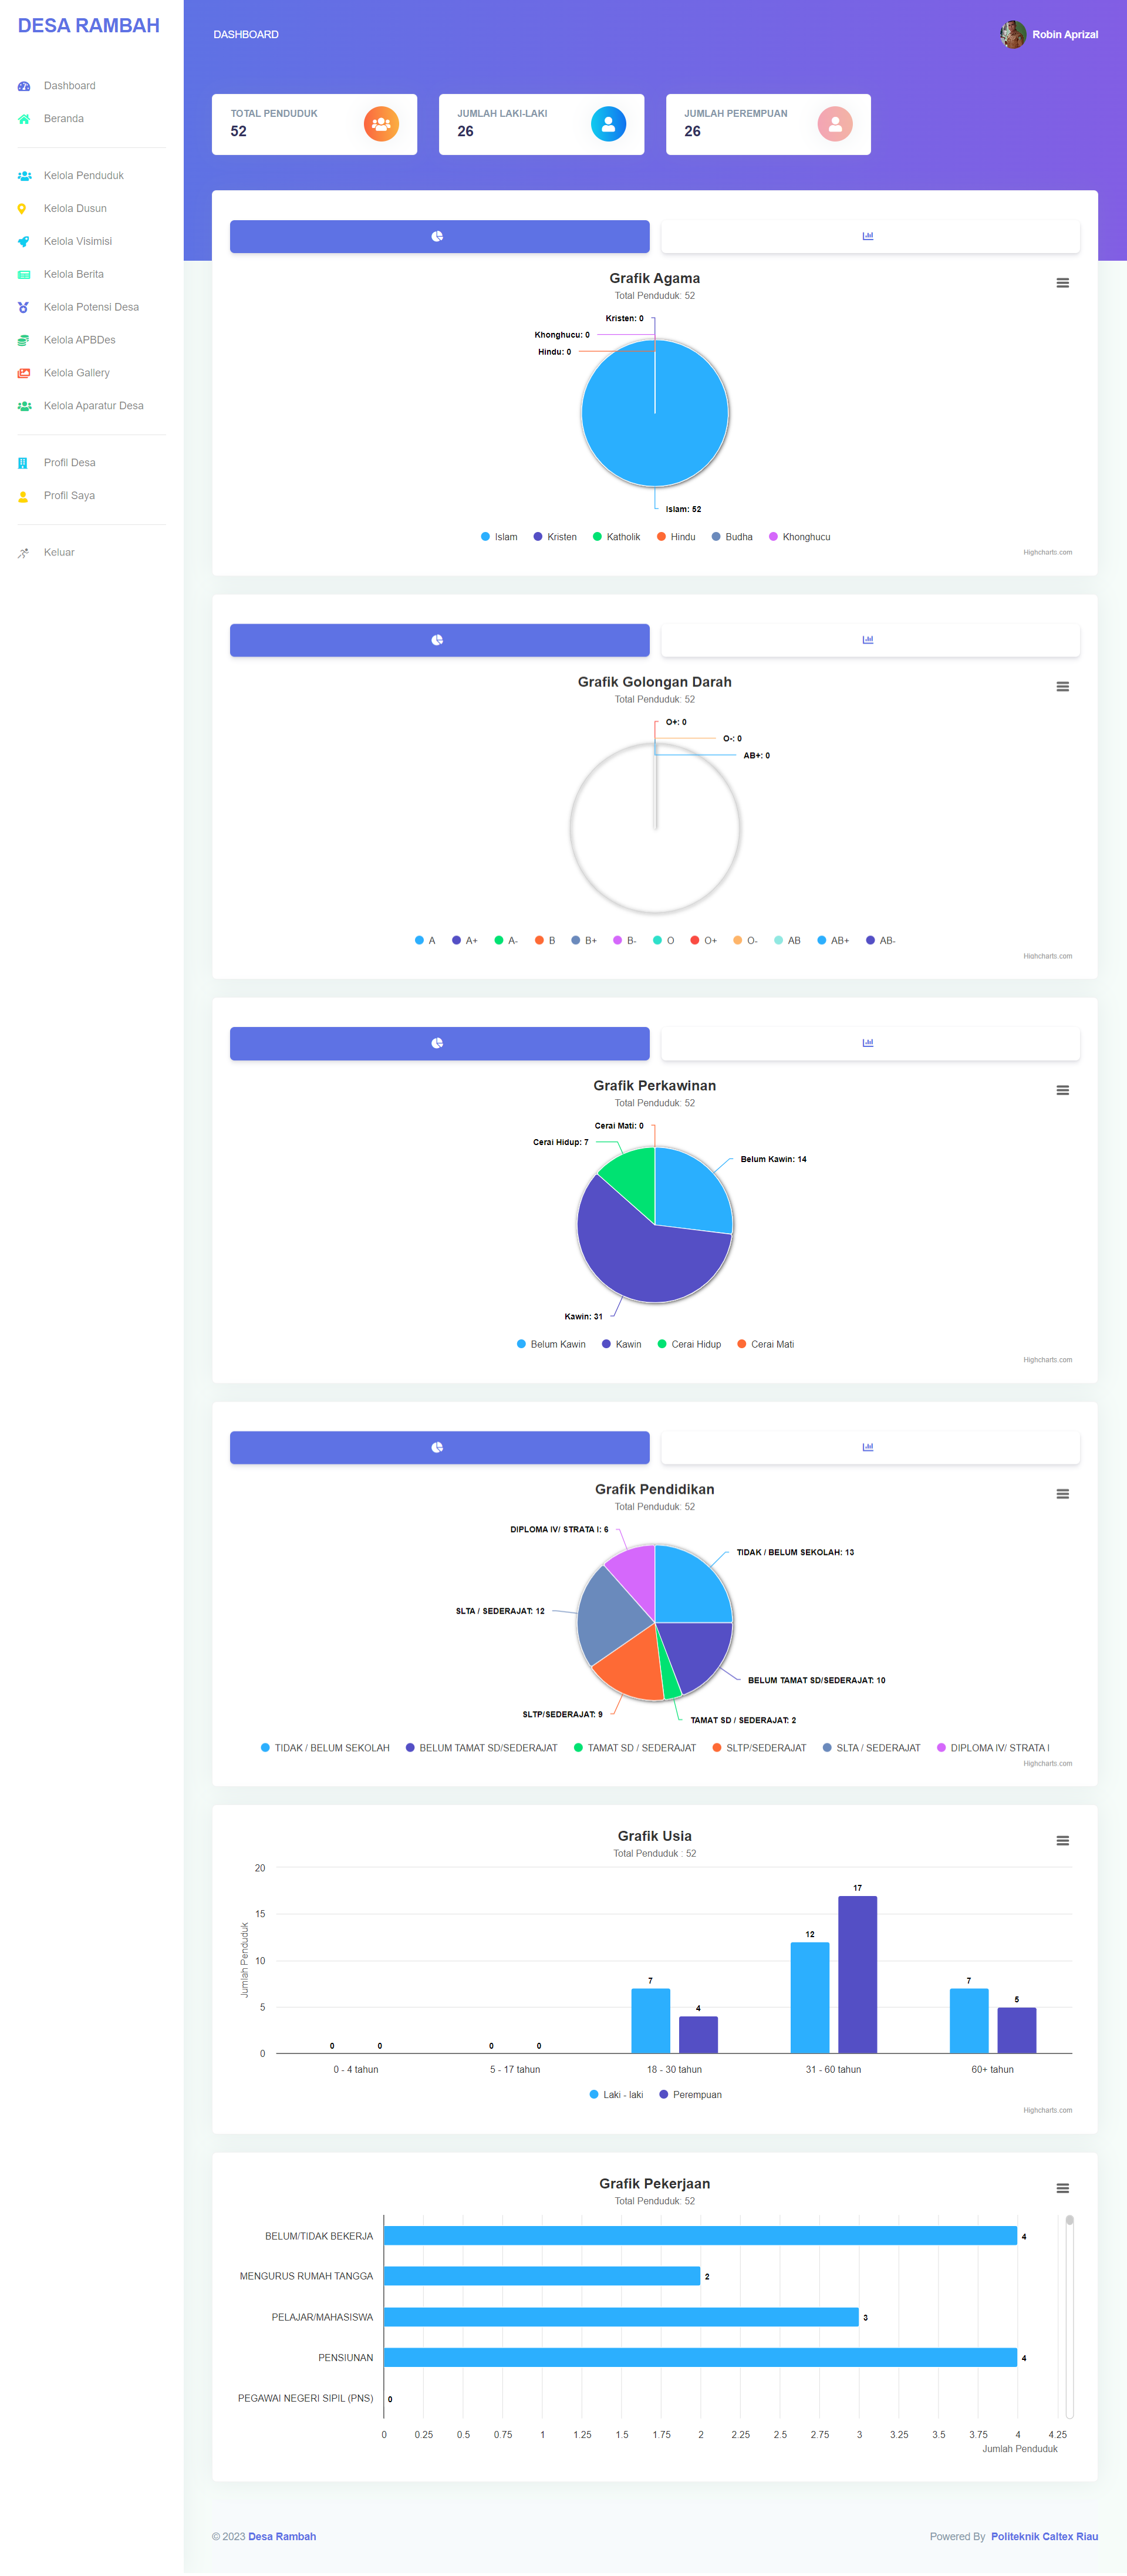 DESA RAMBAH
Dashboard
Beranda
Kelola Penduduk
Kelola Dusun
Kelola Visimisi
Kelola Berita
Kelola Potensi Desa
Kelola APBDes
Kelola Gallery
Kelola Aparatur Desa
Profil Desa
Profil Saya
Keluar
DASHBOARD
Robin Aprizal
TOTAL PENDUDUK
52
JUMLAH LAKI-LAKI
26
JUMLAH PEREMPUAN
26
Grafik Agama
Total Penduduk: 52
Kristen: 0
Khonghucu: 0
Hindu: 0
Islam: 52
Islam Kristen Katholik Hindu Budha Khonghucu
Highcharts.com
Grafik Golongan Darah
Total Penduduk: 52
O+: 0
O-: 0
AB+: 0
A A+ A- B B+ B- O O+ O- AB AB+ AB-
Highcharts.com
Grafik Perkawinan
Total Penduduk: 52
Cerai Mati: 0
Cerai Hidup: 7
Belum Kawin: 14
Kawin: 31
Belum Kawin Kawin Cerai Hidup Cerai Mati
Highcharts.com
Grafik Pendidikan
Total Penduduk: 52
DIPLOMA IV/ STRATA I: 6
TIDAK / BELUM SEKOLAH: 13
SLTA / SEDERAJAT: 12
BELUM TAMAT SD/SEDERAJAT: 10
SLTP/SEDERAJAT: 9
TAMAT SD / SEDERAJAT: 2
TIDAK / BELUM SEKOLAH BELUM TAMAT SD/SEDERAJAT TAMAT SD / SEDERAJAT SLTP/SEDERAJAT SLTA / SEDERAJAT DIPLOMA IV/ STRATA I
Highcharts.com
Grafik Usia
Total Penduduk : 52
Jumlah Penduduk
20
15
10
5
0
0 0 0 0 7 4 12 17 7 5
0 - 4 tahun 5 - 17 tahun 18 - 30 tahun 31 - 60 tahun 60+ tahun
Laki - laki Perempuan
Highcharts.com
Grafik Pekerjaan
Total Penduduk: 52
BELUM/TIDAK BEKERJA 4
MENGURUS RUMAH TANGGA 2
PELAJAR/MAHASISWA 3
PENSIUNAN 4
PEGAWAI NEGERI SIPIL (PNS) 0
0 0.25 0.5 0.75 1 1.25 1.5 1.75 2 2.25 2.5 2.75 3 3.25 3.5 3.75 4 4.25
Jumlah Penduduk
© 2023 Desa Rambah
Powered By Politeknik Caltex Riau